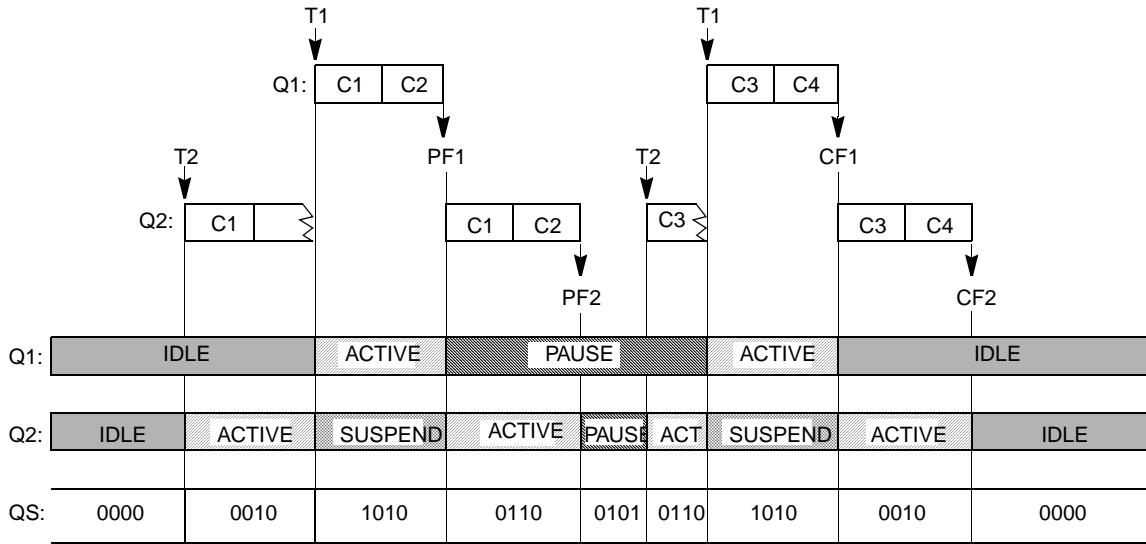 T1 T1
Q1: C1 C2 C3 C4
T2 PF1 T2 CF1
Q2: C1 C1 C2 C3 C3 C4
PF2 CF2
Q1: IDLE ACTIVE PAUSE ACTIVE IDLE
Q2: IDLE ACTIVE SUSPEND ACTIVE PAUSE ACT SUSPEND ACTIVE IDLE
QS: 0000 0010 1010 0110 0101 0110 1010 0010 0000